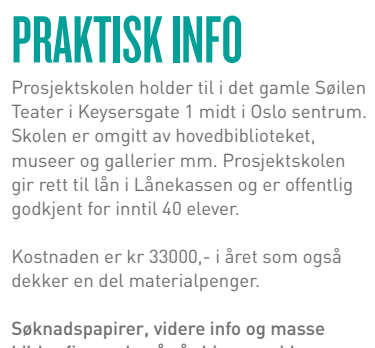 PRAKTISK INFO
Prosjektskolen holder til i det gamle Søilen
Teater i Keysersgate 1 midt i Oslo sentrum.
Skolen er omgitt av hovedbiblioteket,
museer og gallerier mm. Prosjektskolen
gir rett til lån i Lånekassen og er offentlig
godkjent for inntil 40 elever.
Kostnaden er kr 33000,- i året som også
dekker en del materialpenger.
Søknadspapirer, videre info og masse